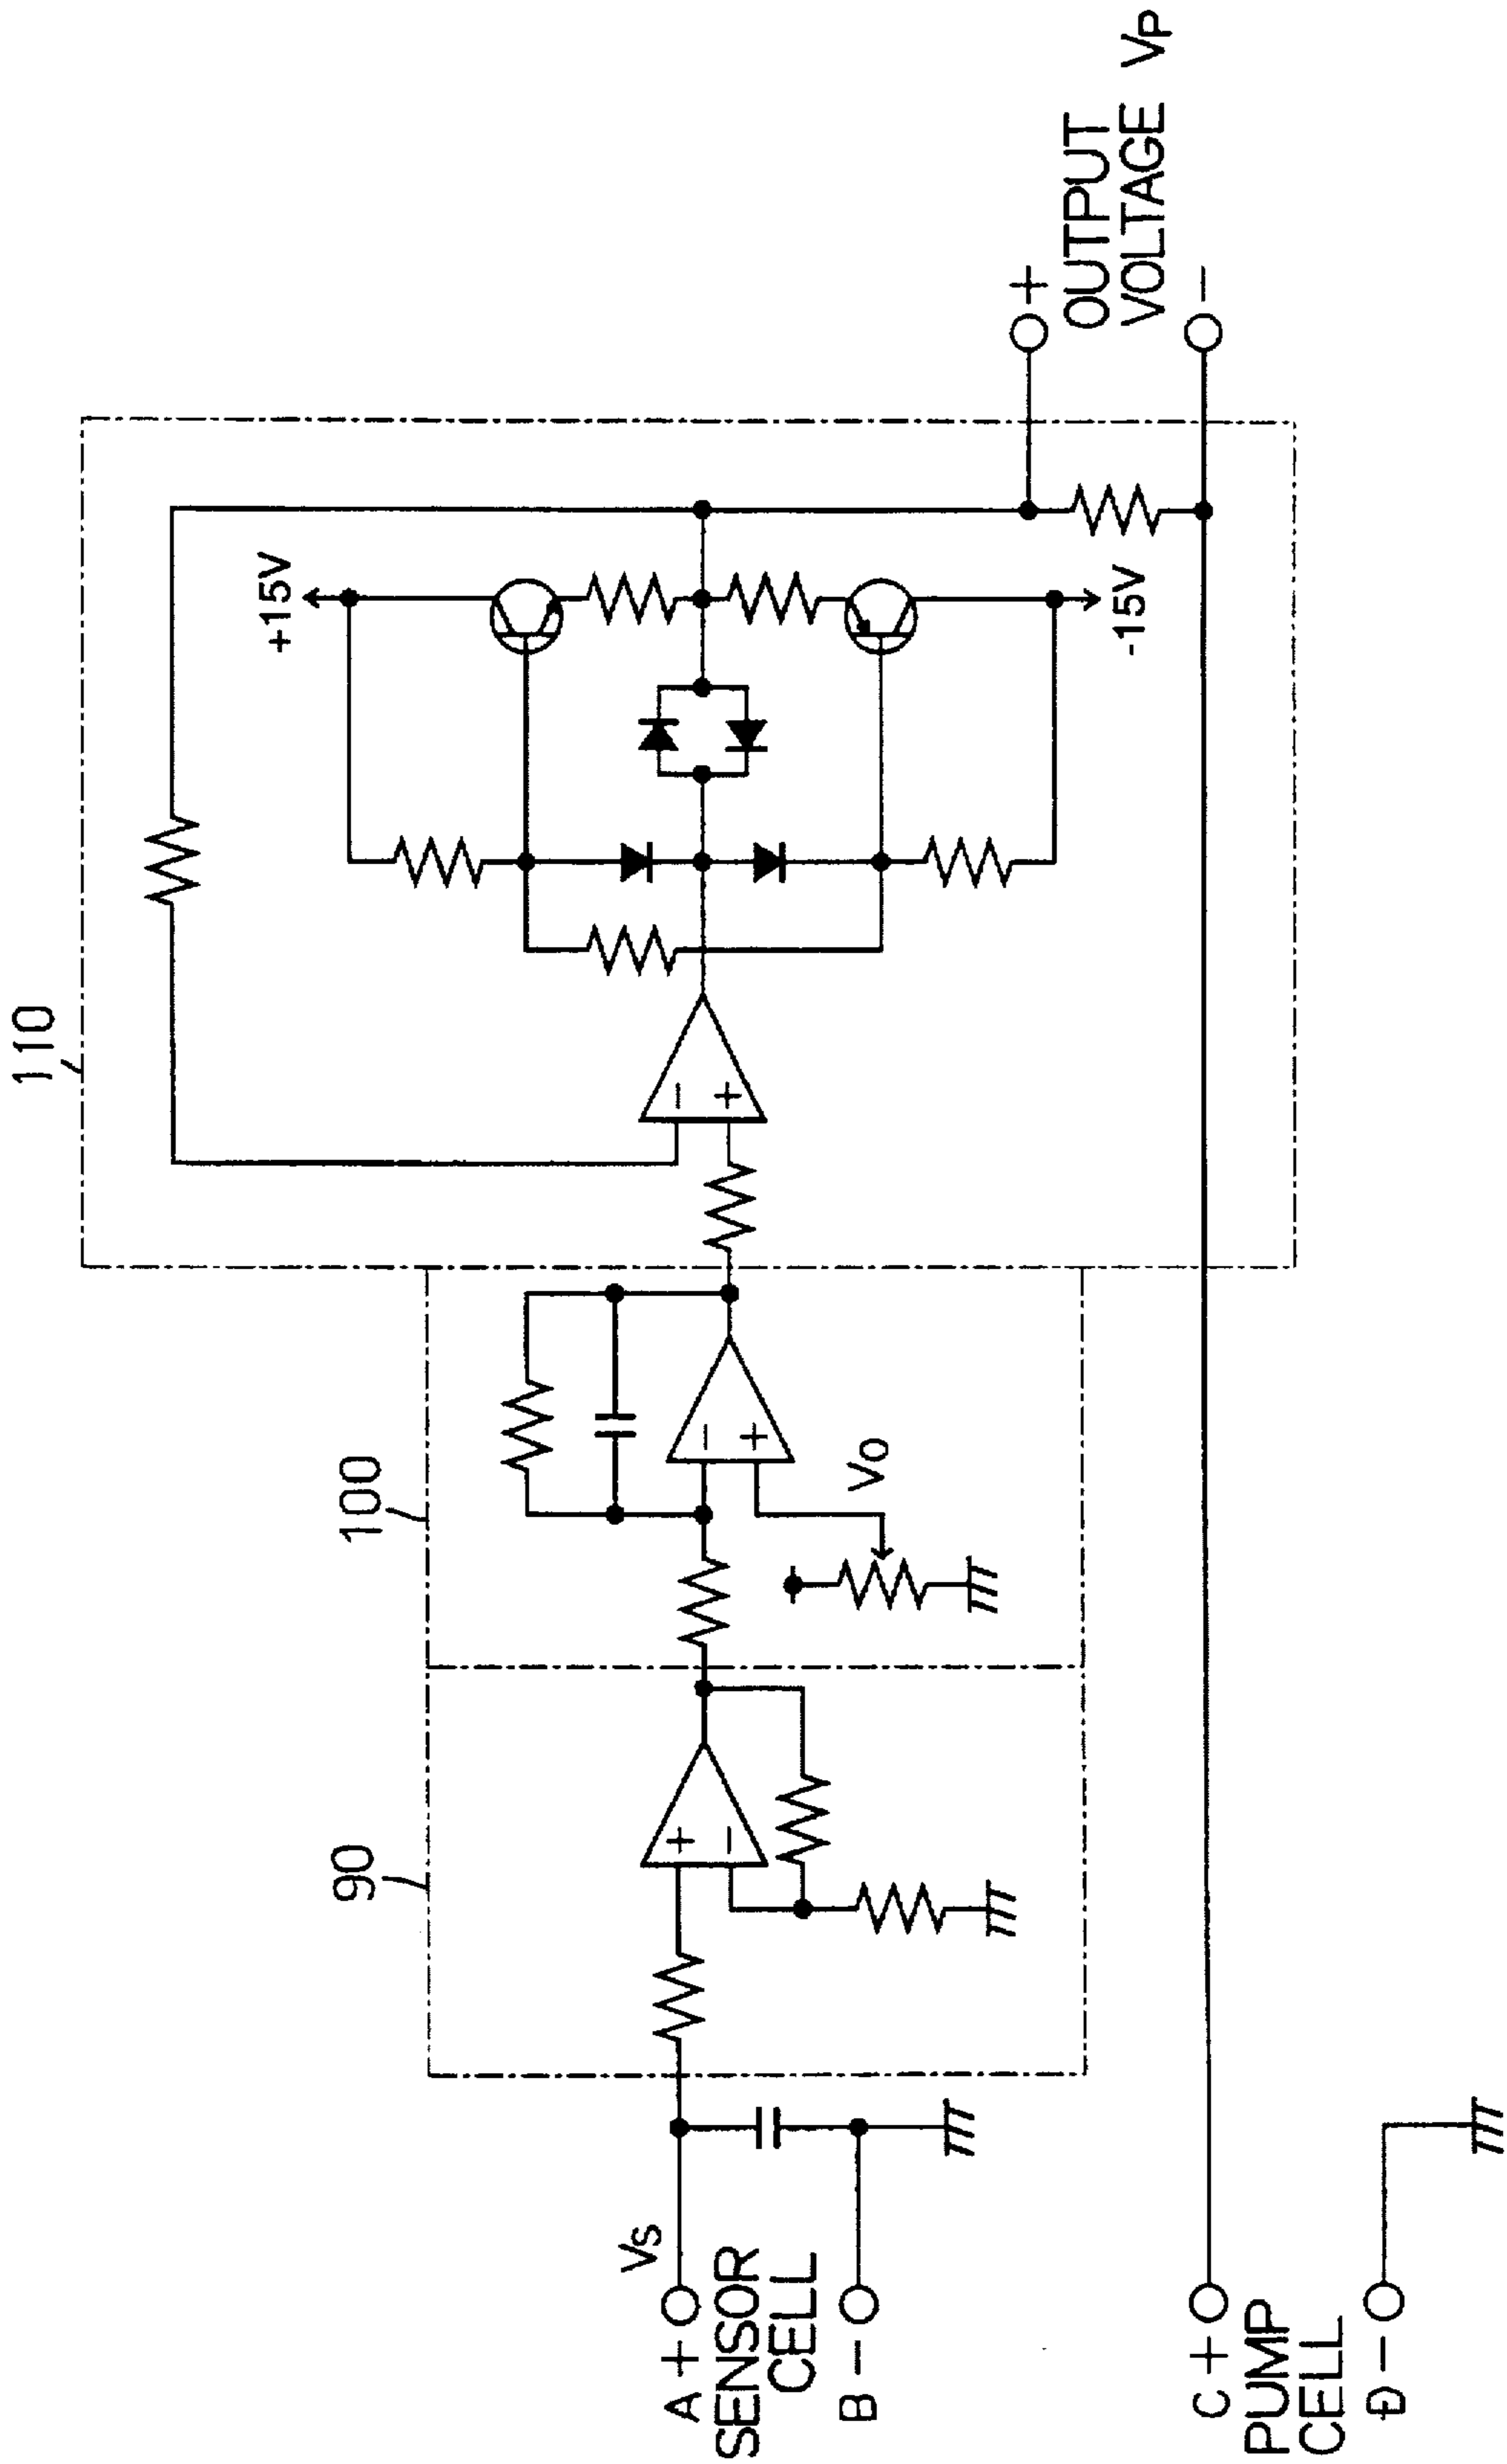 110
100
90
+15V
-15V
+
OUTPUT
VOLTAGE VP
-
- +
- +
VO
+ -
VS
A +
SENSOR
CELL
B -
C +
PUMP
CELL
D -